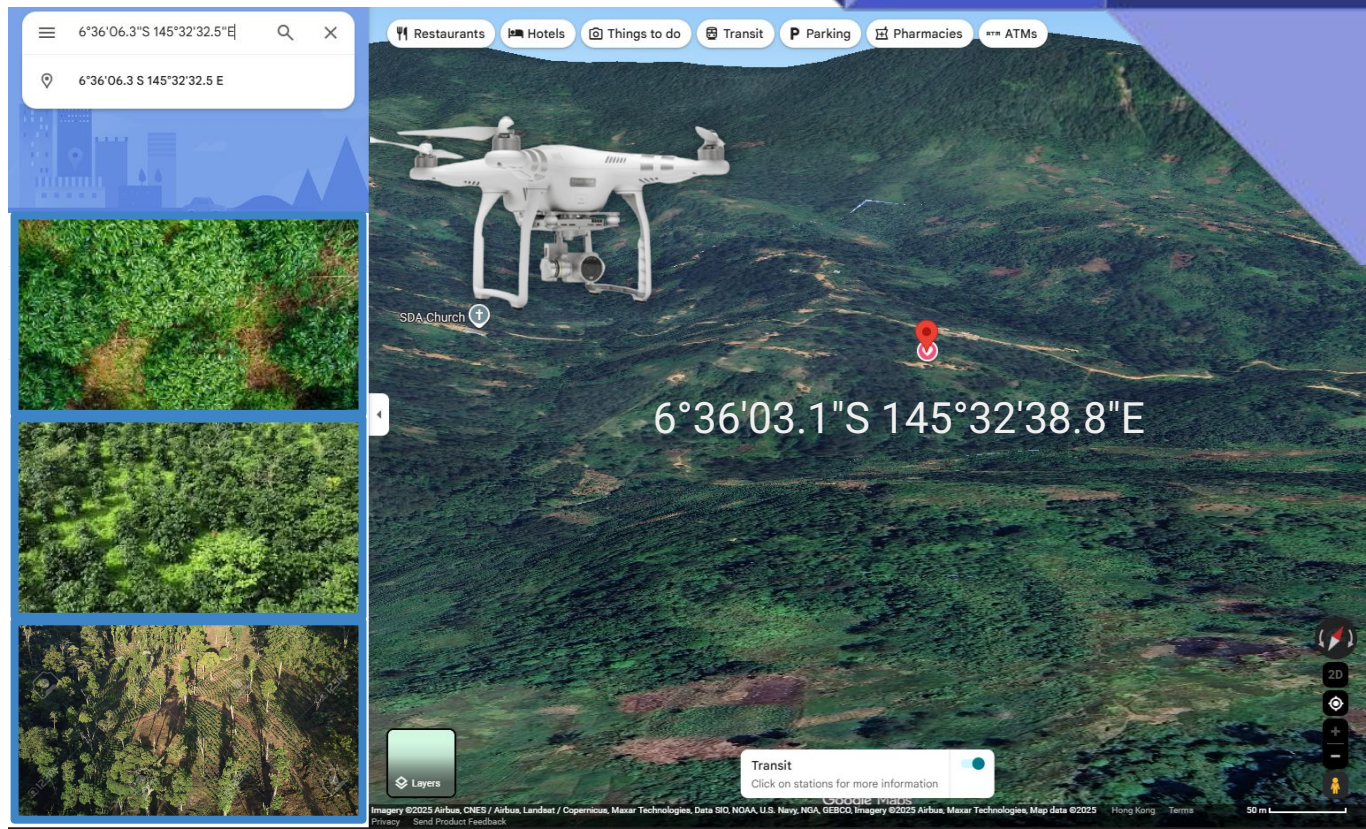 6°36'06.3"S 145°32'32.5"E
6°36'06.3 S 145°32'32.5 E
Restaurants
Hotels
Things to do
Transit
Parking
Pharmacies
ATMs
SDA Church
6°36'03.1"S 145°32'38.8"E
2D
Layers
Transit
Click on stations for more information
Google Maps
Imagery ©2025 Airbus, CNES / Airbus, Landsat / Copernicus, Maxar Technologies, Data SIO, NOAA, U.S. Navy, NGA, GEBCO, Imagery ©2025 Airbus, Maxar Technologies, Map data ©2025 Hong Kong Terms 50 m
Privacy Send Product Feedback